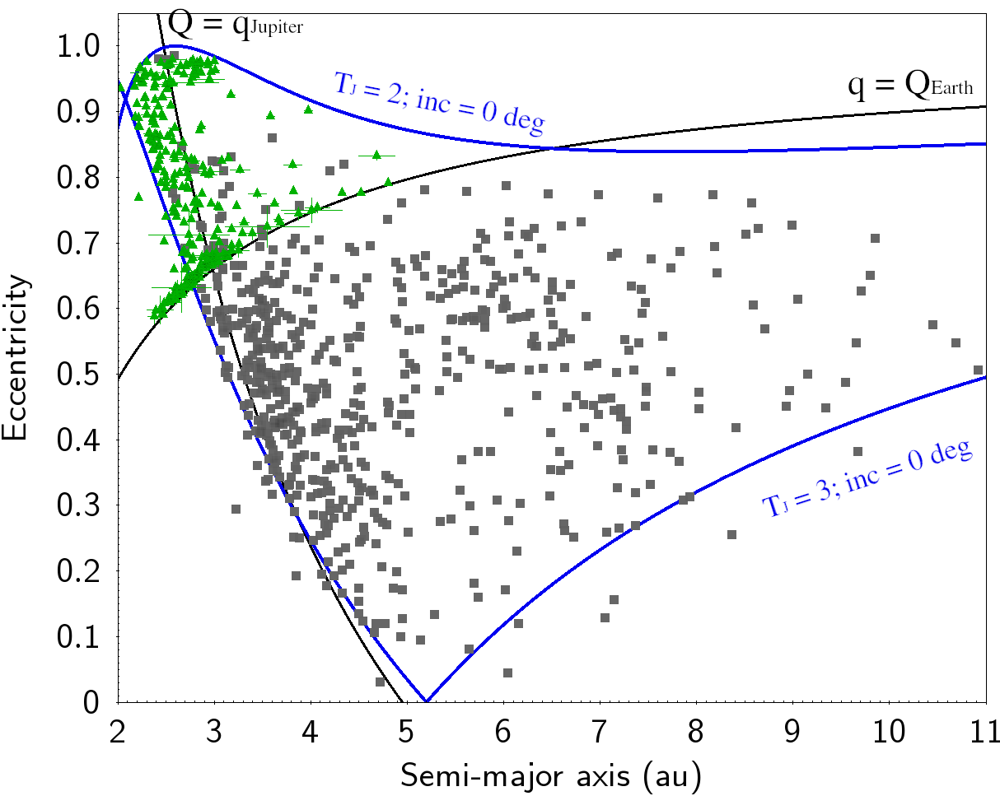 Q = qJupiter
TJ = 2; inc = 0 deg
q = QEarth
TJ = 3; inc = 0 deg
Eccentricity
1.0
0.9
0.8
0.7
0.6
0.5
0.4
0.3
0.2
0.1
0
2 3 4 5 6 7 8 9 10 11
Semi-major axis (au)